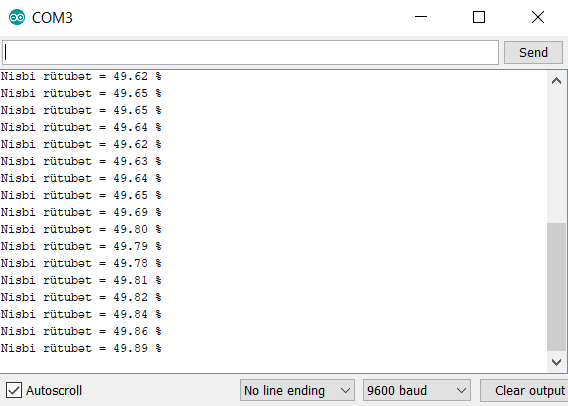 COM3
Send
Nisbi rütubət = 49.62 %
Nisbi rütubət = 49.65 %
Nisbi rütubət = 49.65 %
Nisbi rütubət = 49.64 %
Nisbi rütubət = 49.62 %
Nisbi rütubət = 49.63 %
Nisbi rütubət = 49.64 %
Nisbi rütubət = 49.65 %
Nisbi rütubət = 49.69 %
Nisbi rütubət = 49.80 %
Nisbi rütubət = 49.79 %
Nisbi rütubət = 49.78 %
Nisbi rütubət = 49.81 %
Nisbi rütubət = 49.82 %
Nisbi rütubət = 49.84 %
Nisbi rütubət = 49.86 %
Nisbi rütubət = 49.89 %
Autoscroll No line ending 9600 baud Clear output